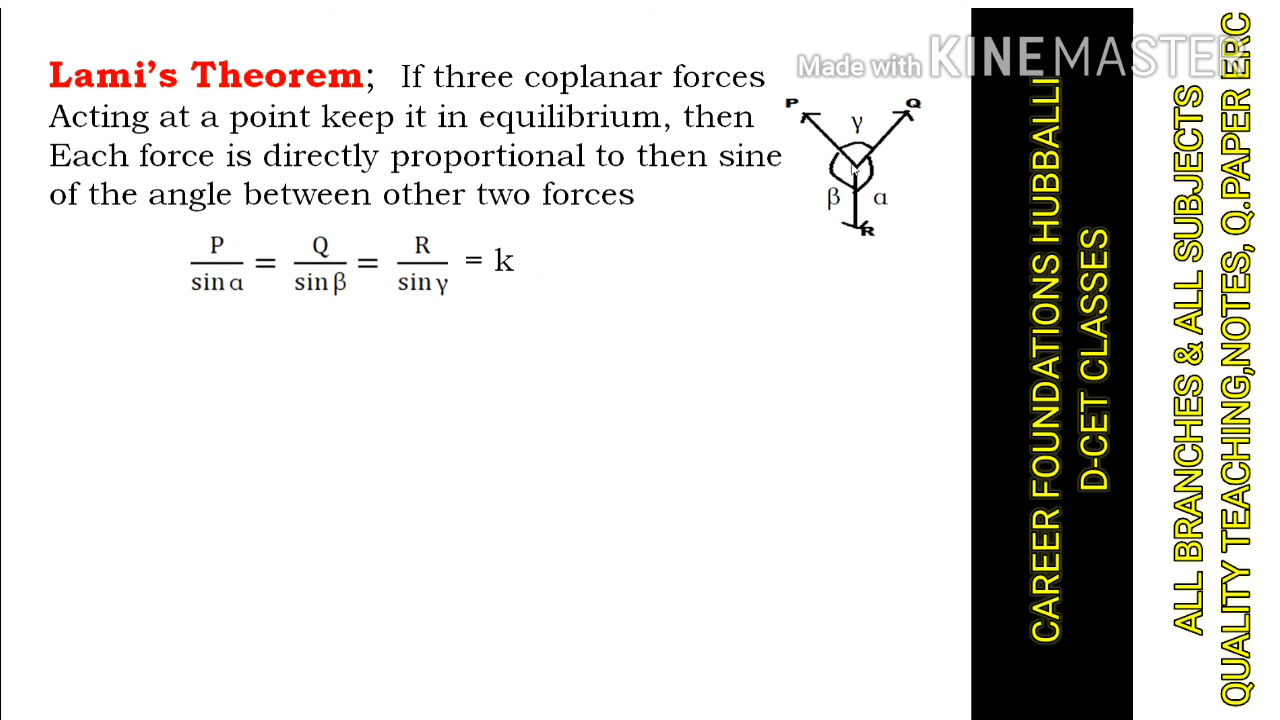 Lami's Theorem; If three coplanar forces
Acting at a point keep it in equilibrium, then
Each force is directly proportional to then sine
of the angle between other two forces
P/sin α = Q/sin β = R/sin γ = k
P
Q
γ
β
α
R
Made with KINEMASTER
CAREER FOUNDATIONS HUBBALLI
D-CET CLASSES
ALL BRANCHES & ALL SUBJECTS
QUALITY TEACHING,NOTES, Q.PAPER ERC